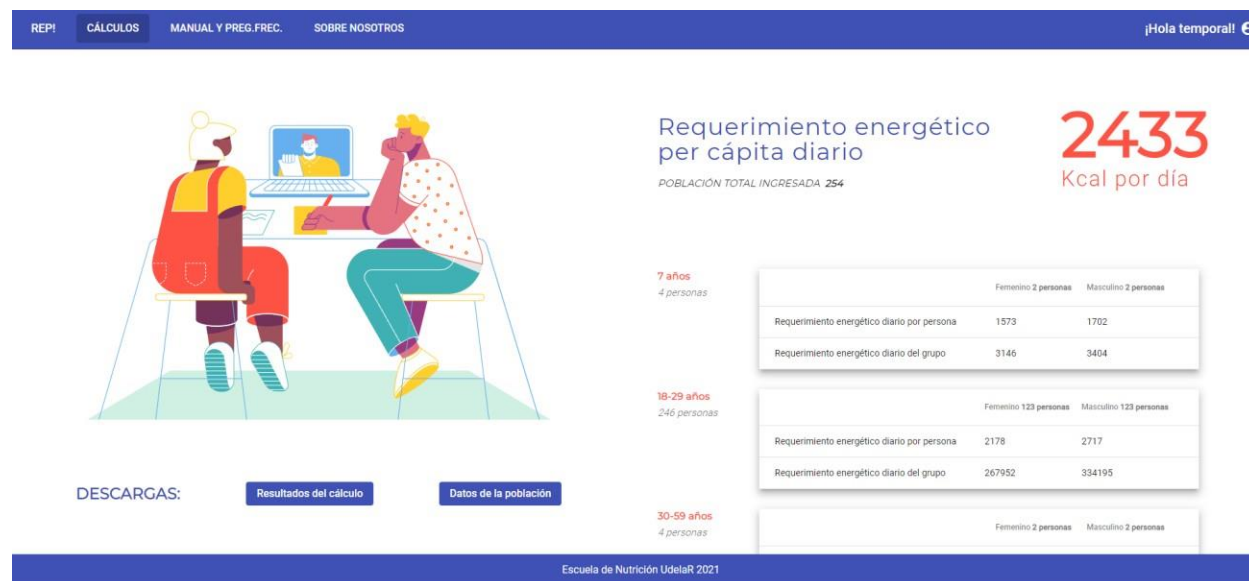 REP! CÁLCULOS MANUAL Y PREG.FREC. SOBRE NOSOTROS ¡Hola temporal!
Requerimiento energético
per cápita diario
POBLACIÓN TOTAL INGRESADA 254
2433
Kcal por día
7 años
4 personas
Femenino 2 personas Masculino 2 personas
Requerimiento energético diario por persona 1573 1702
Requerimiento energético diario del grupo 3146 3404
18-29 años
246 personas
Femenino 123 personas Masculino 123 personas
Requerimiento energético diario por persona 2178 2717
Requerimiento energético diario del grupo 267952 334195
DESCARGAS: Resultados del cálculo Datos de la población
30-59 años
4 personas
Femenino 2 personas Masculino 2 personas
Escuela de Nutrición UdelaR 2021